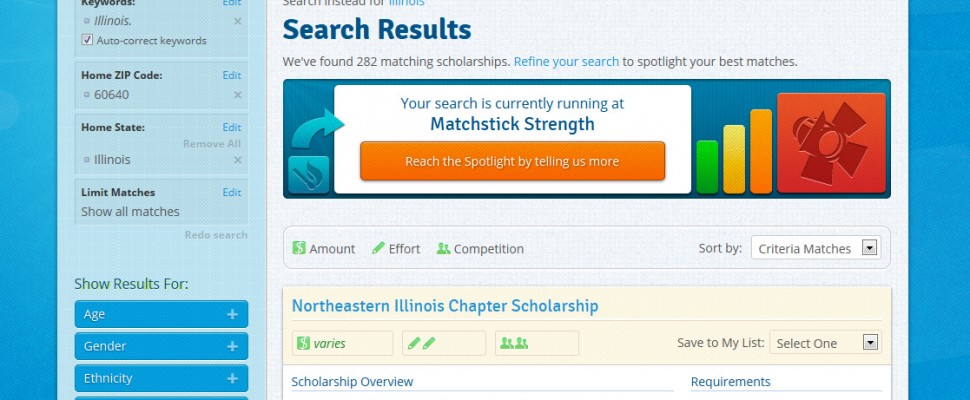 Keywords: Edit
Illinois.
Auto-correct keywords
Home ZIP Code: Edit
60640
Home State: Edit
Remove All
Illinois
Limit Matches Edit
Show all matches
Redo search
Show Results For:
Age
Gender
Ethnicity
Search instead for Illinois
Search Results
We've found 282 matching scholarships. Refine your search to spotlight your best matches.
Your search is currently running at
Matchstick Strength
Reach the Spotlight by telling us more
Amount Effort Competition Sort by: Criteria Matches
Northeastern Illinois Chapter Scholarship
varies Save to My List: Select One
Scholarship Overview Requirements